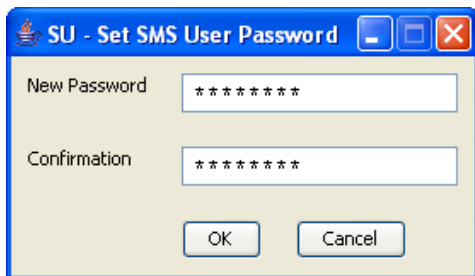 SU - Set SMS User Password
New Password
********
Confirmation
********
OK Cancel